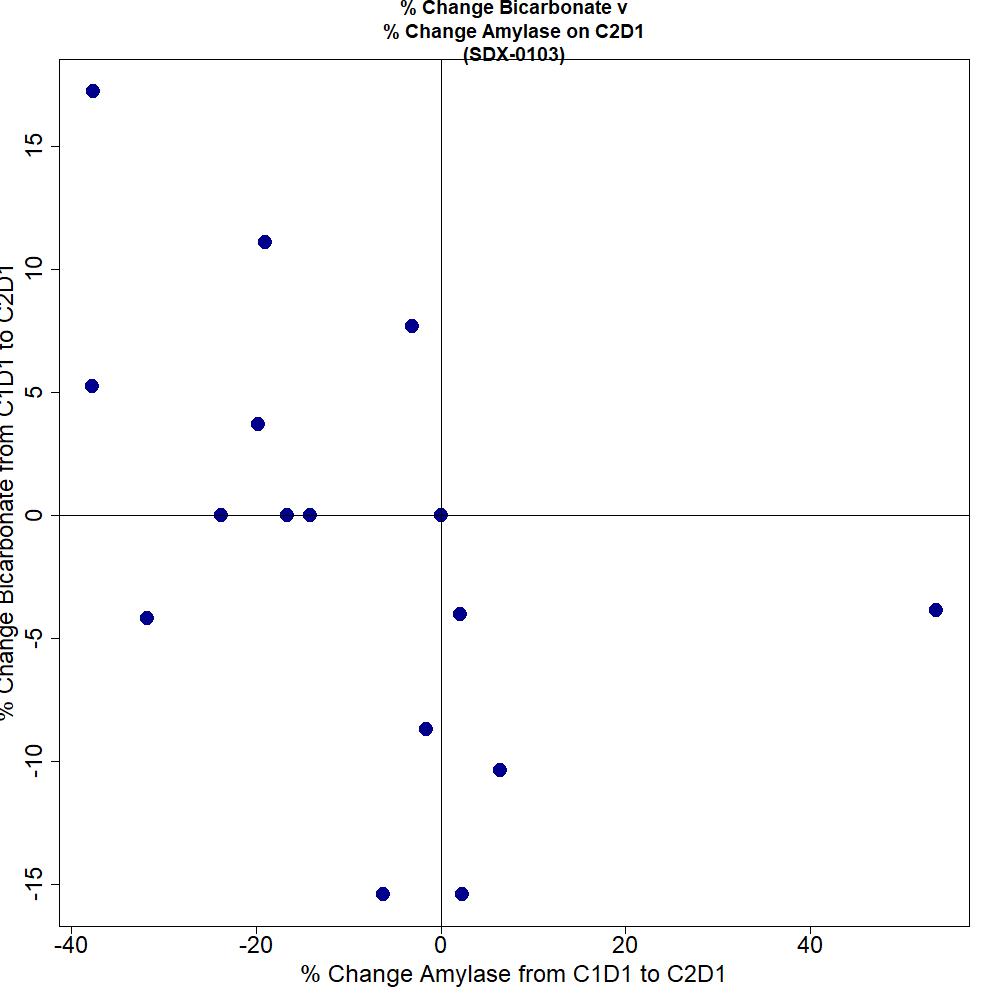 % Change Bicarbonate v
% Change Amylase on C2D1
(SDX-0103)
% Change Bicarbonate from C1D1 to C2D1
15
10
5
0
-5
-10
-15
-40
-20
0
20
40
% Change Amylase from C1D1 to C2D1